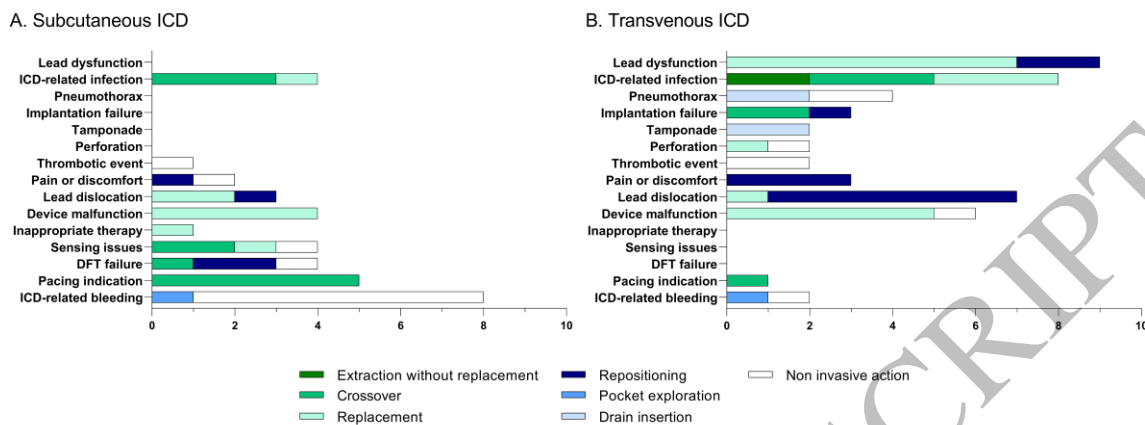 A. Subcutaneous ICD
Lead dysfunction
ICD-related infection
Pneumothorax
Implantation failure
Tamponade
Perforation
Thrombotic event
Pain or discomfort
Lead dislocation
Device malfunction
Inappropriate therapy
Sensing issues
DFT failure
Pacing indication
ICD-related bleeding
0 2 4 6 8 10
B. Transvenous ICD
Lead dysfunction
ICD-related infection
Pneumothorax
Implantation failure
Tamponade
Perforation
Thrombotic event
Pain or discomfort
Lead dislocation
Device malfunction
Inappropriate therapy
Sensing issues
DFT failure
Pacing indication
ICD-related bleeding
0 2 4 6 8 10
Extraction without replacement
Crossover
Replacement
Repositioning
Pocket exploration
Drain insertion
Non invasive action
CRIPT